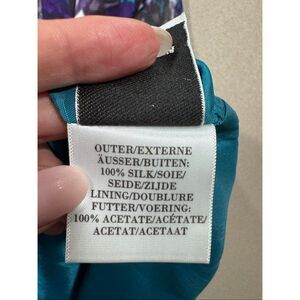 OUTER/EXTERNE
ÄUSSER/BUITEN:
100% SILK/SOIE/
SEIDE/ZIJDE
LINING/DOUBLURE
FUTTER/VOERING:
100% ACETATE/ACÉTATE/
ACETAT/ACETAAT